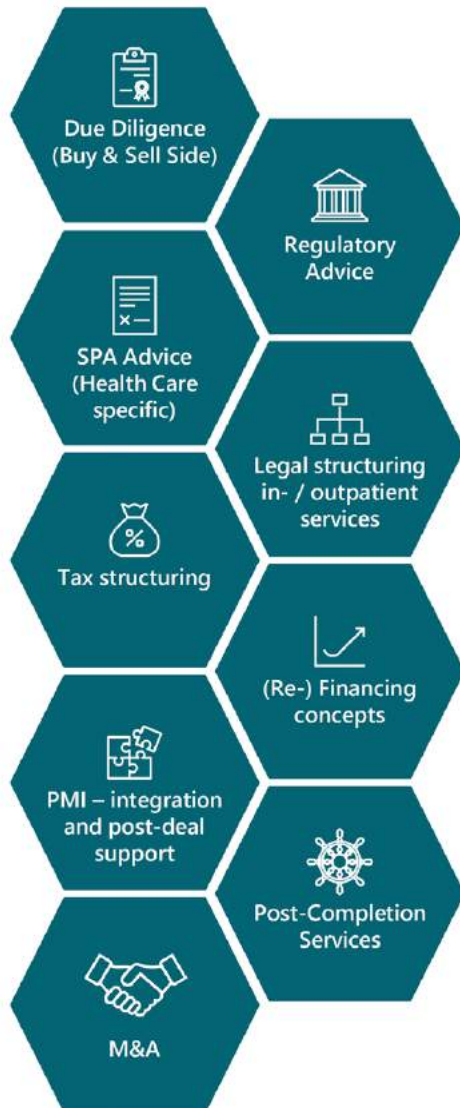 Due Diligence
(Buy & Sell Side)
Regulatory
Advice
SPA Advice
(Health Care
specific)
Legal structuring
in- / outpatient
services
%
Tax structuring
(Re-) Financing
concepts
PMI – integration
and post-deal
support
Post-Completion
Services
M&A